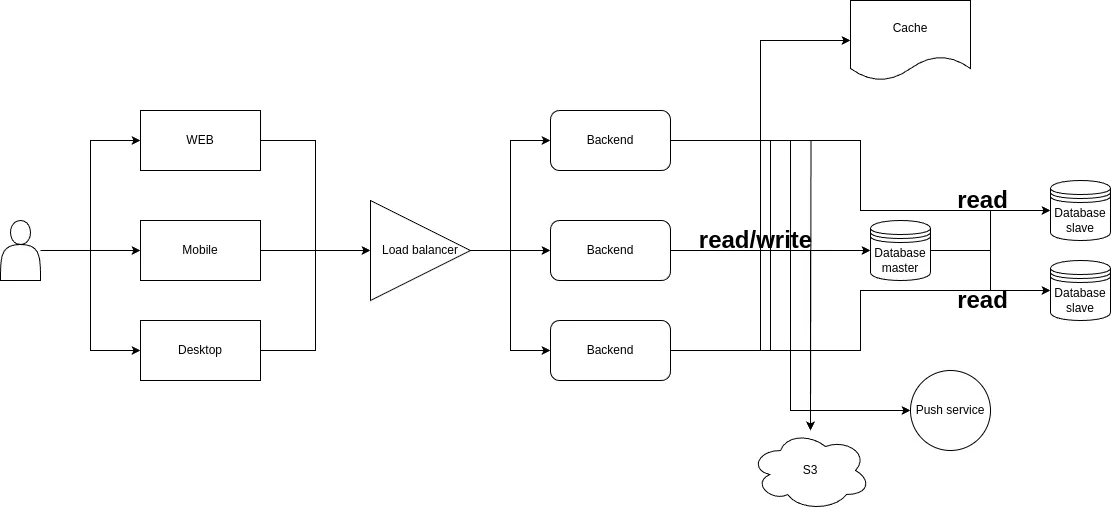 Cache
WEB
Backend
read
Database
slave
Mobile
Load balancer
Backend
read/write
Database
master
Database
slave
read
Desktop
Backend
Push service
S3